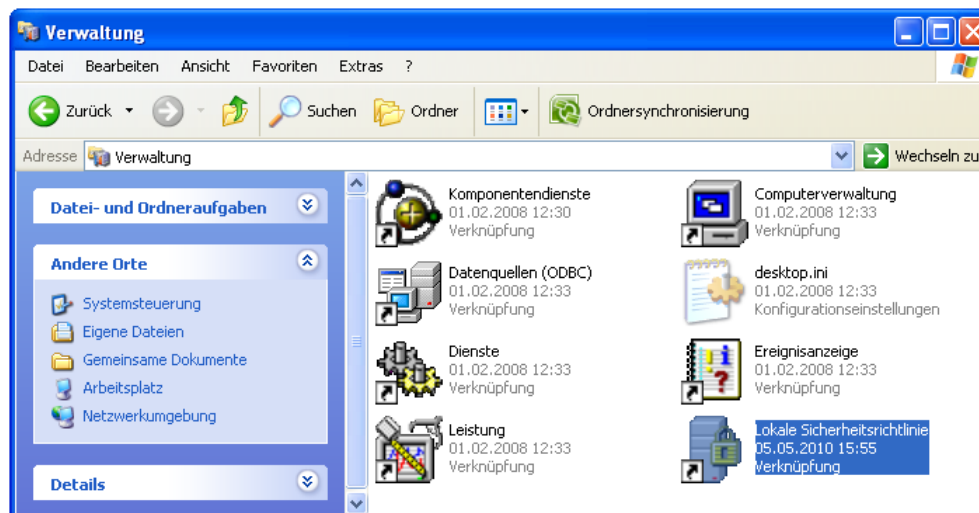 Verwaltung
Datei Bearbeiten Ansicht Favoriten Extras ?
Zurück Suchen Ordner Ordnersynchronisierung
Adresse Verwaltung Wechseln zu
Datei- und Ordneraufgaben
Andere Orte
Systemsteuerung
Eigene Dateien
Gemeinsame Dokumente
Arbeitsplatz
Netzwerkumgebung
Details
Komponentendienste
01.02.2008 12:30
Verknüpfung
Computerverwaltung
01.02.2008 12:33
Verknüpfung
Datenquellen (ODBC)
01.02.2008 12:33
Verknüpfung
desktop.ini
01.02.2008 12:33
Konfigurationseinstellungen
Dienste
01.02.2008 12:33
Verknüpfung
Ereignisanzeige
01.02.2008 12:33
Verknüpfung
Leistung
01.02.2008 12:33
Verknüpfung
Lokale Sicherheitsrichtlinie
05.05.2010 15:55
Verknüpfung